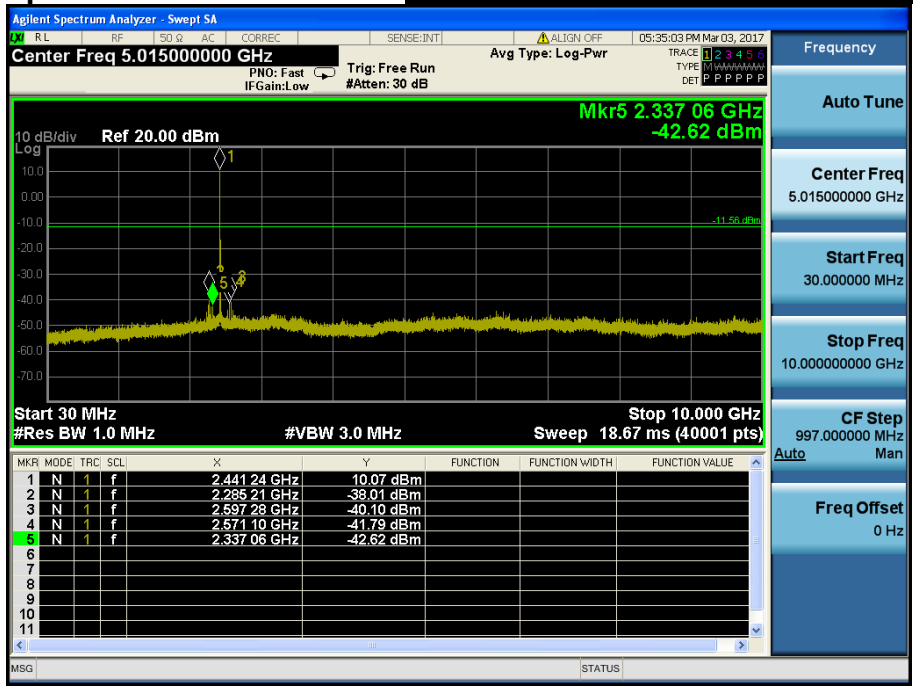 Agilent Spectrum Analyzer - Swept SA
LXI RL RF 50 Ω AC CORREC SENSE:INT ALIGN OFF 05:35:03 PM Mar 03, 2017
Center Freq 5.015000000 GHz
PNO: Fast
IFGain:Low
Trig: Free Run
#Atten: 30 dB
Avg Type: Log-Pwr
TRACE 1 2 3 4 5 6
TYPE MWWWWW
DET P P P P P P
Frequency
Auto Tune
Center Freq
5.015000000 GHz
Start Freq
30.000000 MHz
Stop Freq
10.000000000 GHz
CF Step
997.000000 MHz
Auto Man
Freq Offset
0 Hz
Mkr5 2.337 06 GHz
-42.62 dBm
10 dB/div Ref 20.00 dBm
Log
1
10.0
0.00
-10.0
-11.56 dBm
-20.0
-30.0
5
-40.0
-50.0
-60.0
-70.0
Start 30 MHz Stop 10.000 GHz
#Res BW 1.0 MHz #VBW 3.0 MHz Sweep 18.67 ms (40001 pts)
MKR MODE TRC SCL X Y FUNCTION FUNCTION WIDTH FUNCTION VALUE
1 N 1 f 2.441 24 GHz 10.07 dBm
2 N 1 f 2.285 21 GHz -38.01 dBm
3 N 1 f 2.597 28 GHz -40.10 dBm
4 N 1 f 2.571 10 GHz -41.79 dBm
5 N 1 f 2.337 06 GHz -42.62 dBm
6
7
8
9
10
11
MSG STATUS